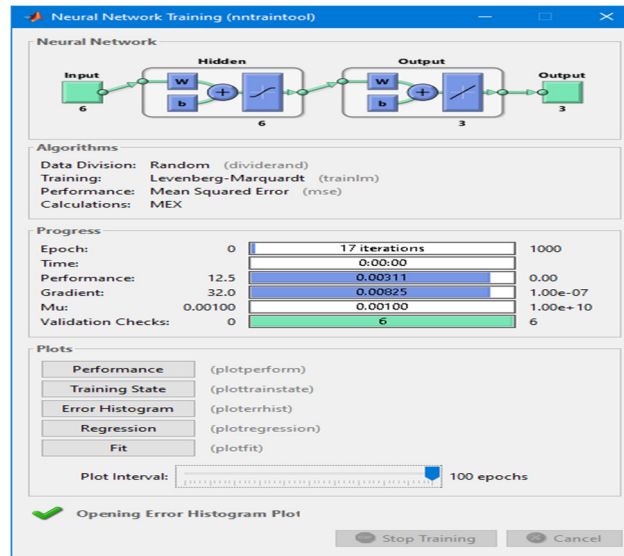 Neural Network Training (nntraintool)
Neural Network
Hidden Output
Input Output
W W
b b
+ +
6 6 3 3
Algorithms
Data Division: Random (dividerand)
Training: Levenberg-Marquardt (trainlm)
Performance: Mean Squared Error (mse)
Calculations: MEX
Progress
Epoch: 0 17 iterations 1000
Time: 0:00:00
Performance: 12.5 0.00311 0.00
Gradient: 32.0 0.00825 1.00e-07
Mu: 0.00100 0.00100 1.00e+10
Validation Checks: 0 6 6
Plots
Performance (plotperform)
Training State (plottrainstate)
Error Histogram (ploterrhist)
Regression (plotregression)
Fit (plotfit)
Plot Interval: 100 epochs
Opening Error Histogram Plot
Stop Training Cancel